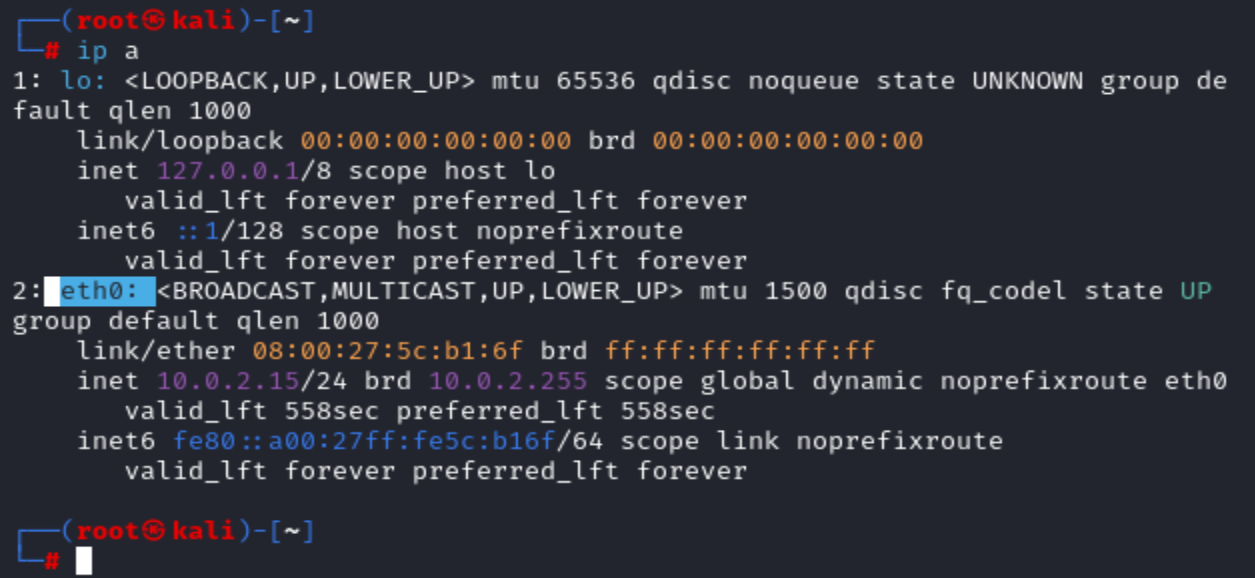 ┌──(root㉿kali)-[~]
└─# ip a
1: lo: <LOOPBACK,UP,LOWER_UP> mtu 65536 qdisc noqueue state UNKNOWN group de
fault qlen 1000
    link/loopback 00:00:00:00:00:00 brd 00:00:00:00:00:00
    inet 127.0.0.1/8 scope host lo
       valid_lft forever preferred_lft forever
    inet6 ::1/128 scope host noprefixroute
       valid_lft forever preferred_lft forever
2: eth0: <BROADCAST,MULTICAST,UP,LOWER_UP> mtu 1500 qdisc fq_codel state UP
group default qlen 1000
    link/ether 08:00:27:5c:b1:6f brd ff:ff:ff:ff:ff:ff
    inet 10.0.2.15/24 brd 10.0.2.255 scope global dynamic noprefixroute eth0
       valid_lft 558sec preferred_lft 558sec
    inet6 fe80::a00:27ff:fe5c:b16f/64 scope link noprefixroute
       valid_lft forever preferred_lft forever
┌──(root㉿kali)-[~]
└─#